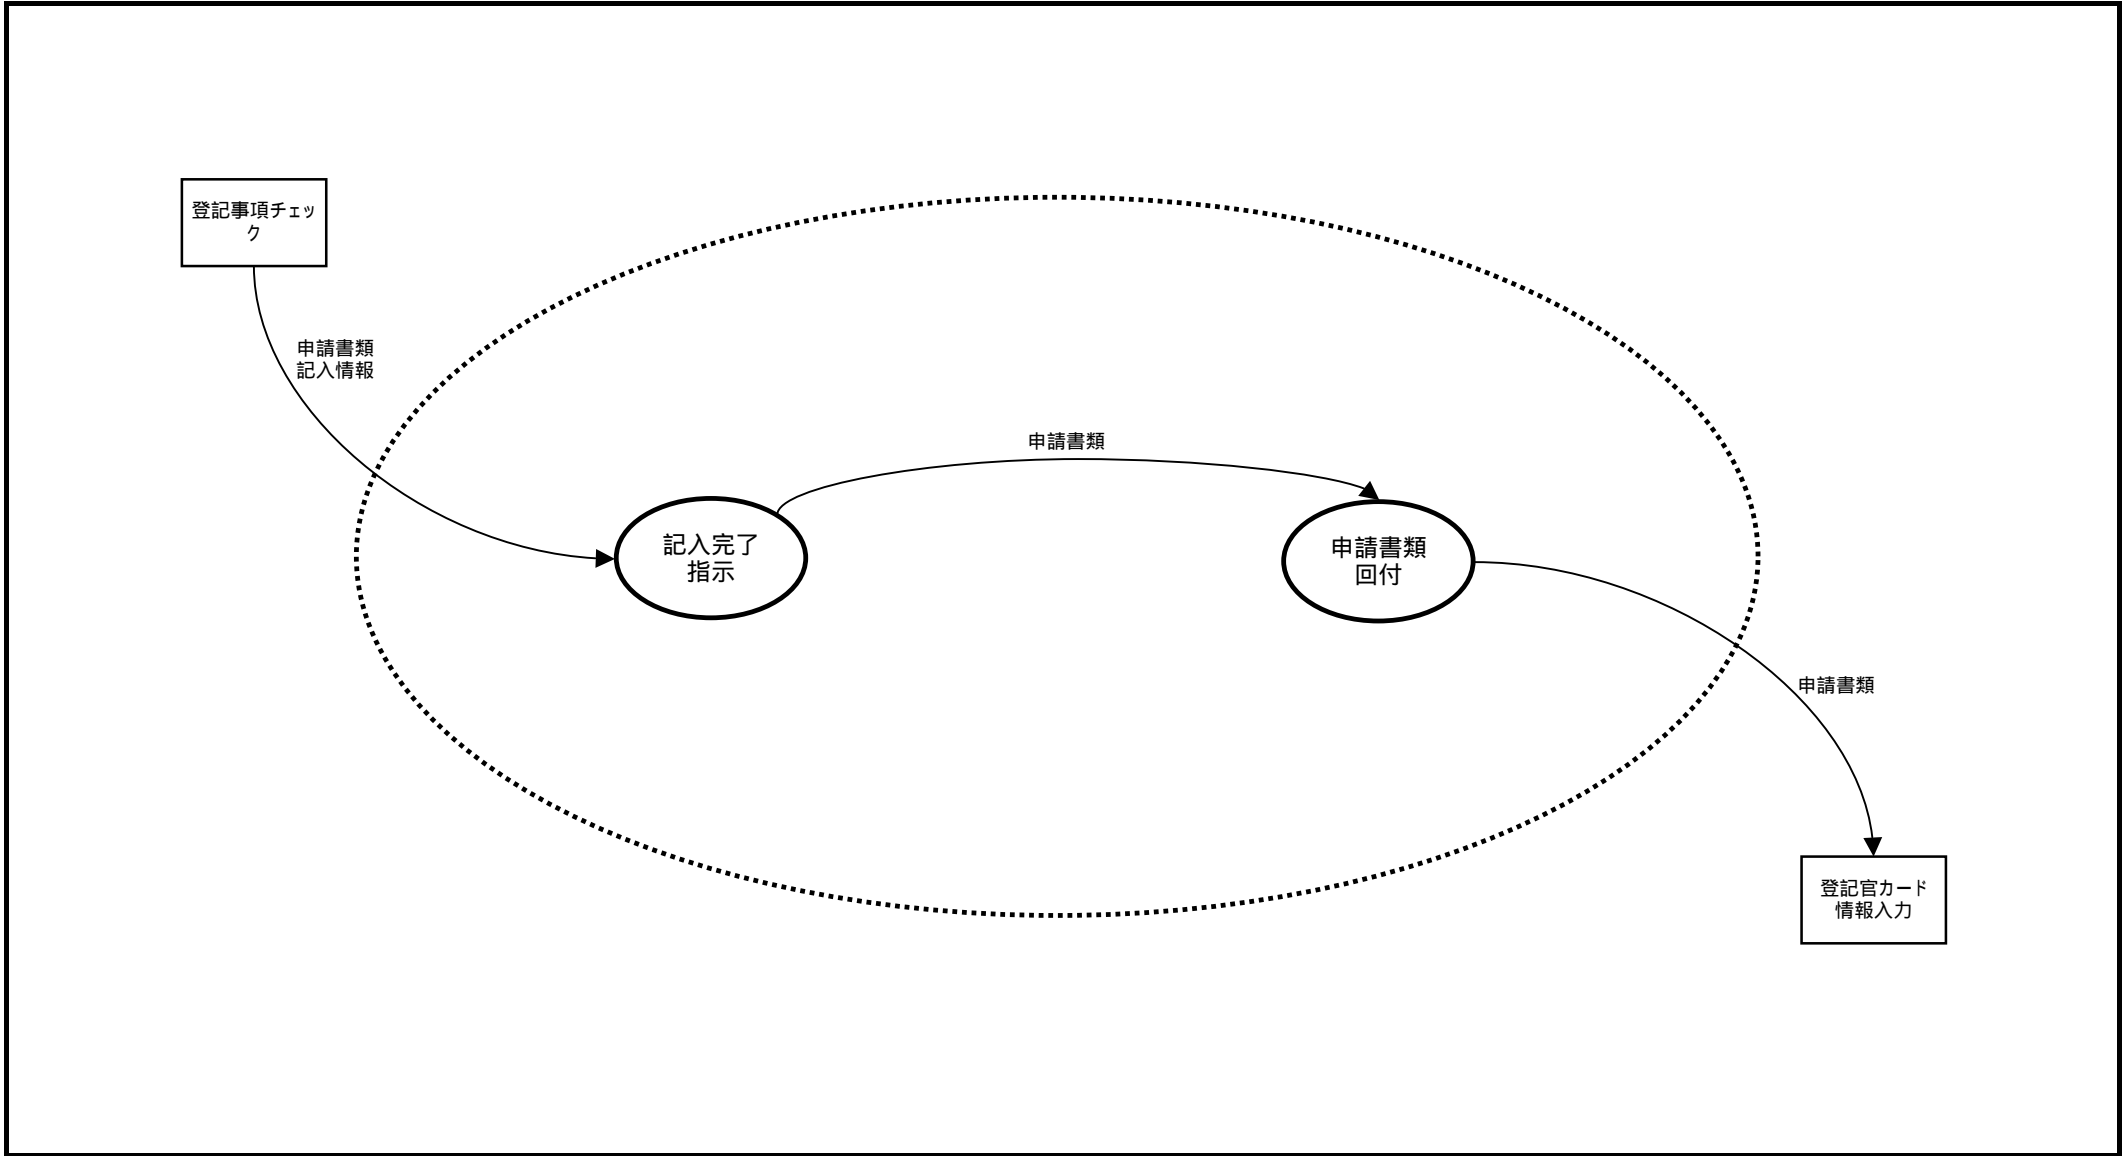 登記事項チェッ
ク
申請書類
記入情報
申請書類
記入完了
指示
申請書類
回付
申請書類
登記官カード
情報入力